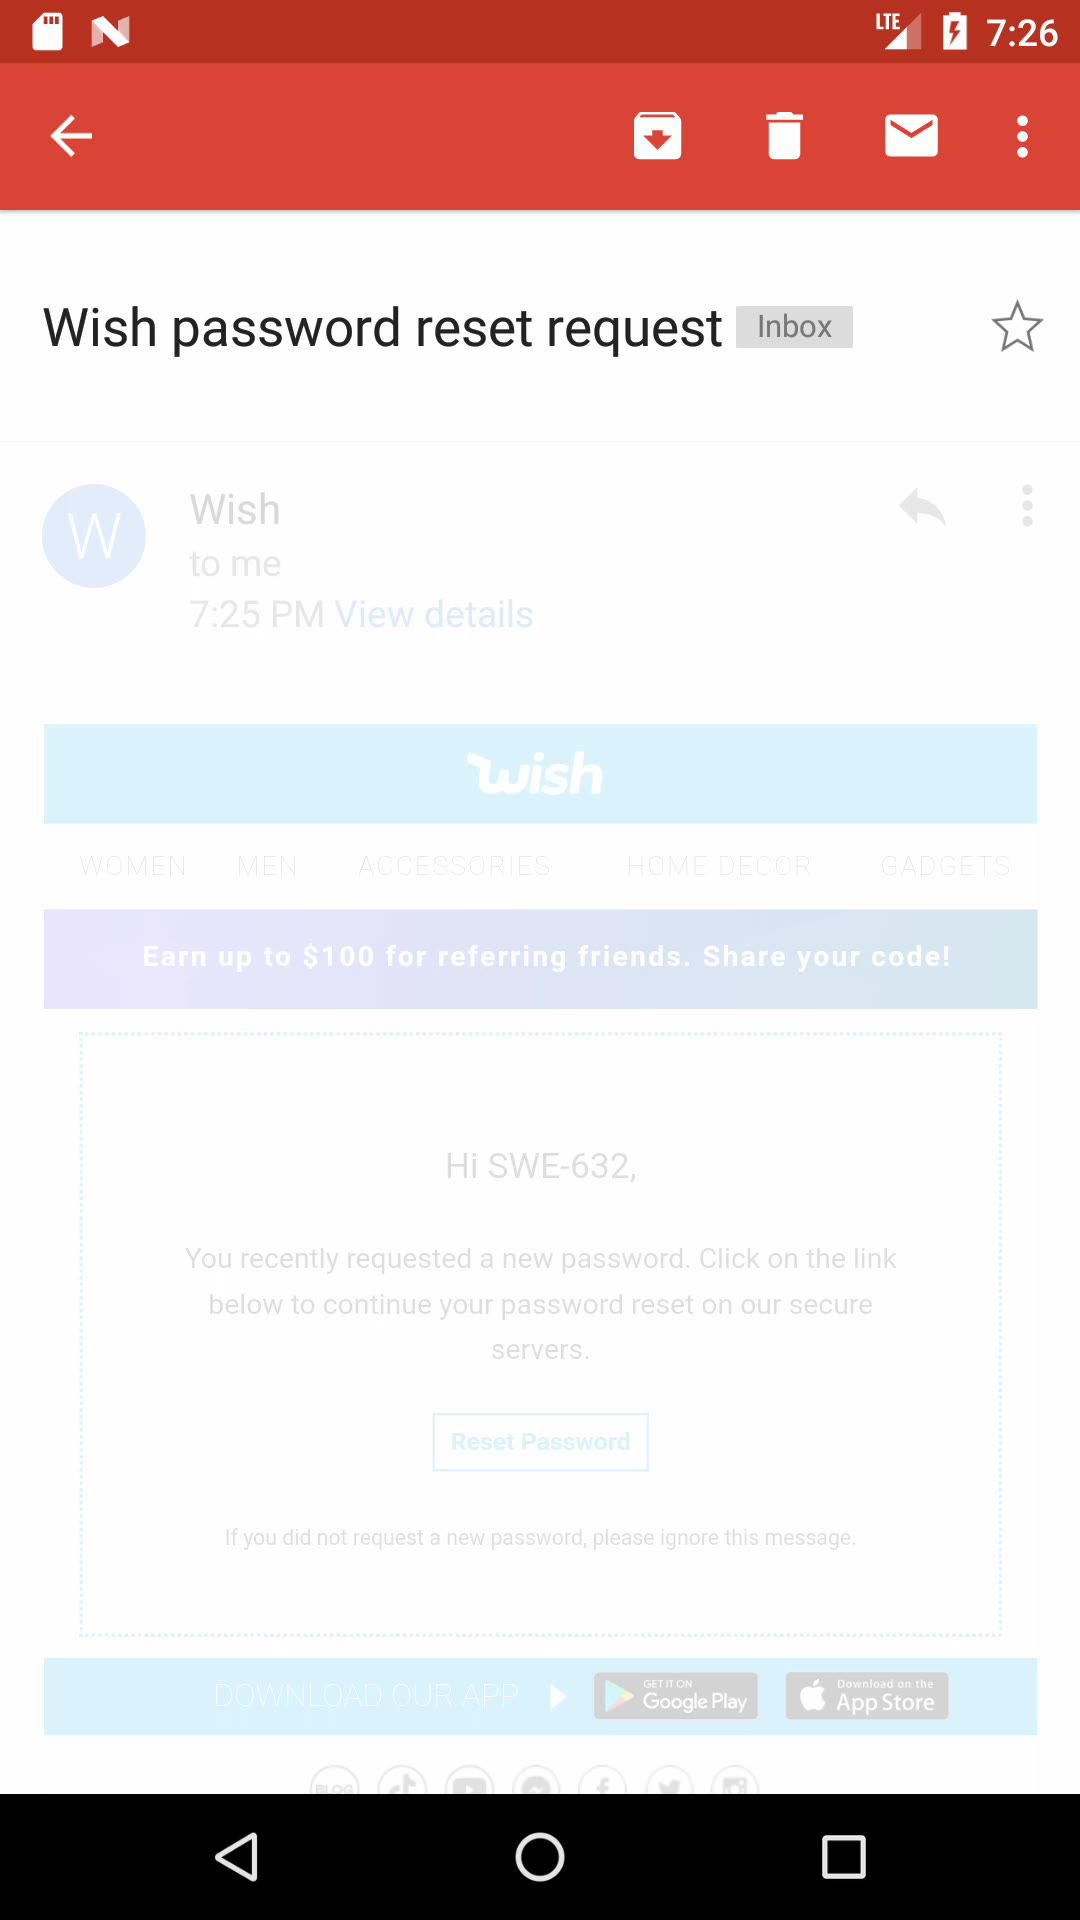 LTE 7:26
Wish password reset request Inbox
W Wish
to me
7:25 PM View details
wish
WOMEN MEN ACCESSORIES HOME DECOR GADGETS
Earn up to $100 for referring friends. Share your code!
Hi SWE-632,
You recently requested a new password. Click on the link
below to continue your password reset on our secure
servers.
Reset Password
If you did not request a new password, please ignore this message.
DOWNLOAD OUR APP GET IT ON Google Play Download on the App Store
BLOG